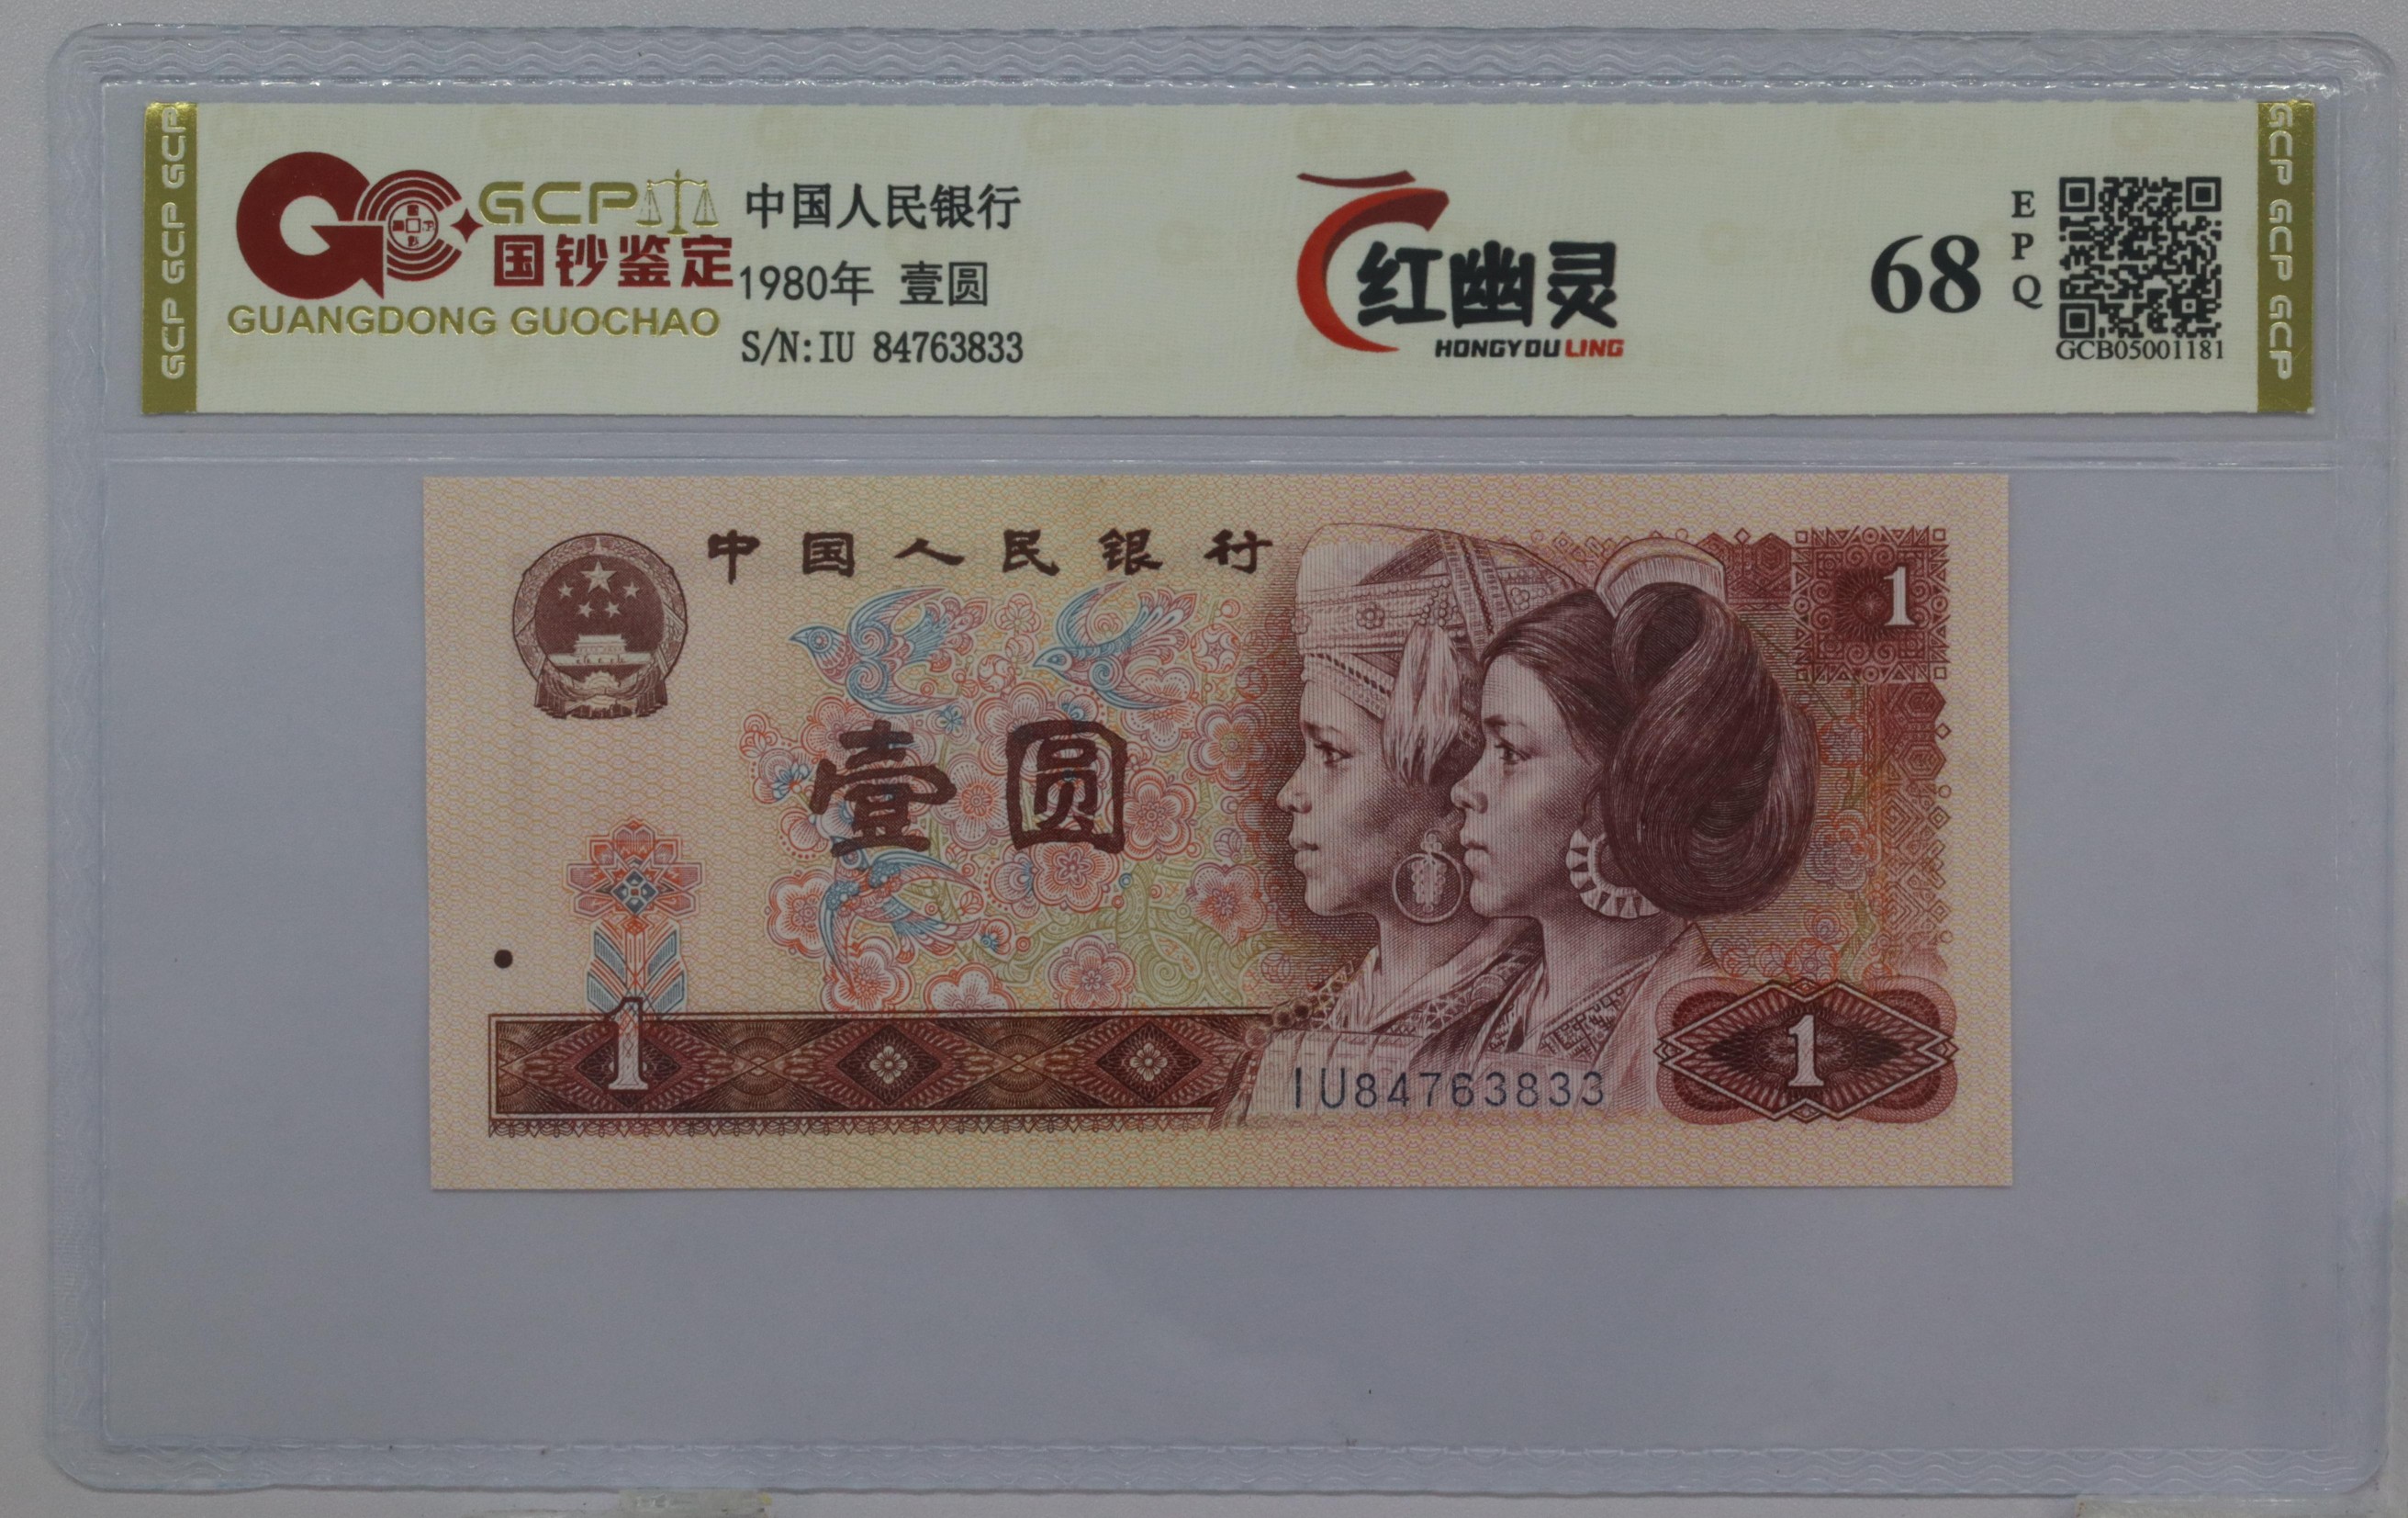 GCP GCP GCP
GCP
国钞鉴定
GUANGDONG GUOCHAO
中国人民银行
1980年 壹圆
S/N:IU 84763833
红幽灵
HONGYOULING
68
EPQ
GCB05001181
GCP GCP GCP
中国人民银行
1
壹圆
1
IU84763833
1